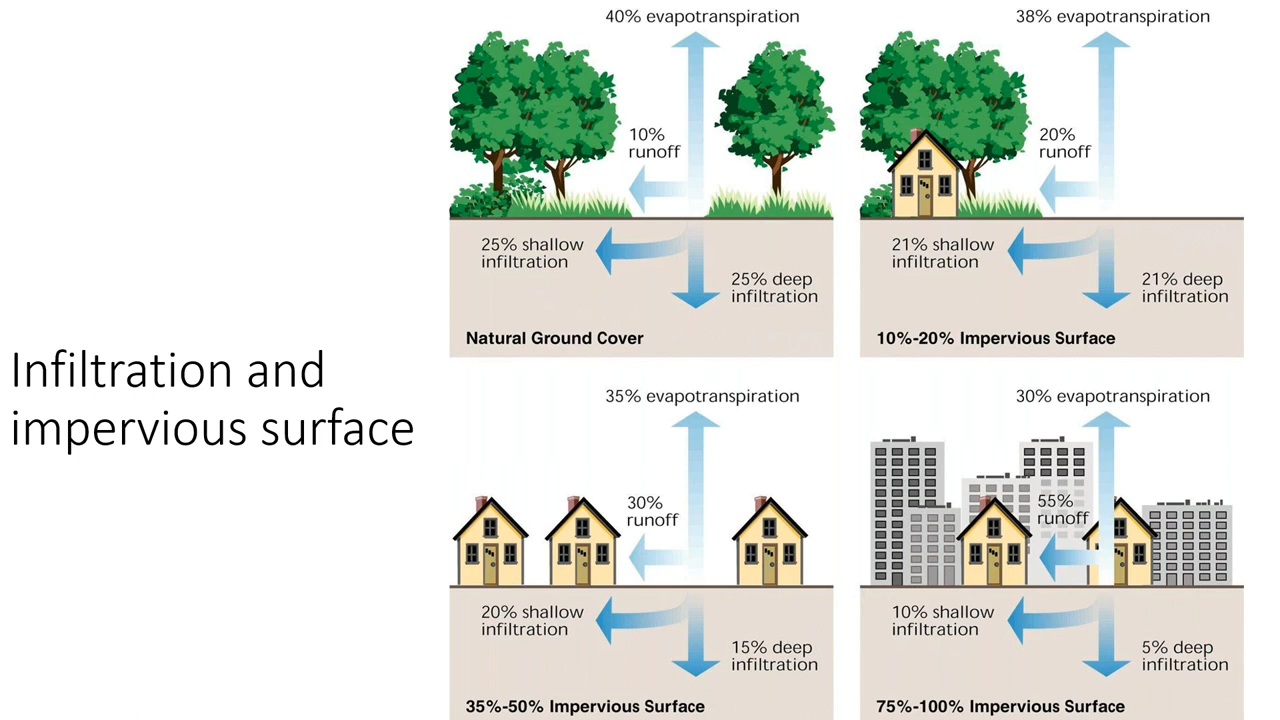 Infiltration and
impervious surface
40% evapotranspiration
10%
runoff
25% shallow
infiltration
25% deep
infiltration
Natural Ground Cover
38% evapotranspiration
20%
runoff
21% shallow
infiltration
21% deep
infiltration
10%-20% Impervious Surface
35% evapotranspiration
30%
runoff
20% shallow
infiltration
15% deep
infiltration
35%-50% Impervious Surface
30% evapotranspiration
55%
runoff
10% shallow
infiltration
5% deep
infiltration
75%-100% Impervious Surface